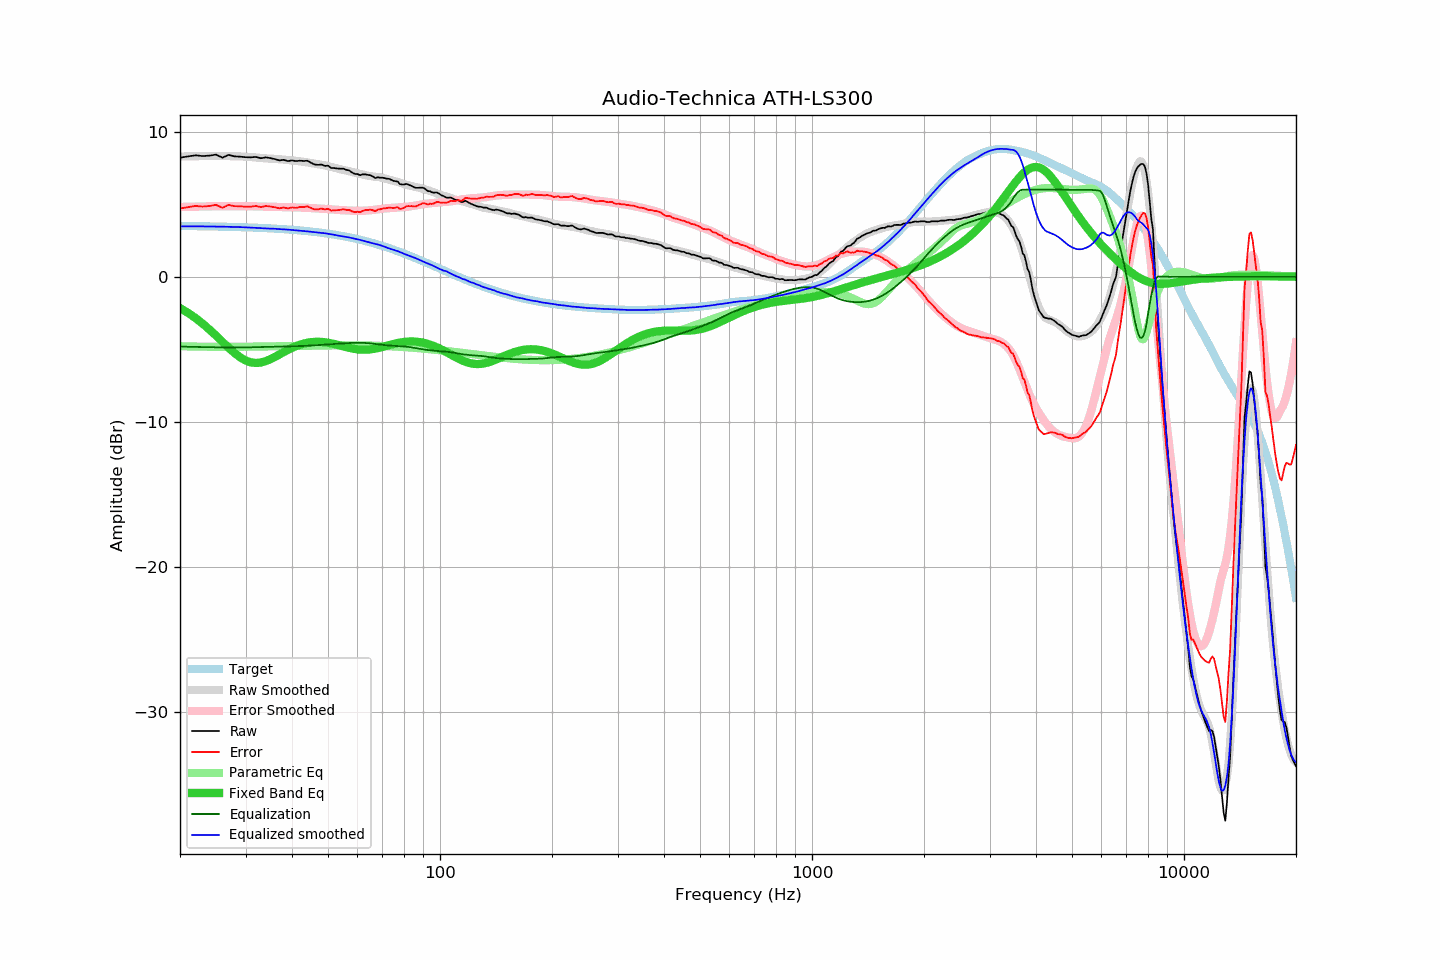 Audio-Technica ATH-LS300
10
0
−10
−20
−30
Amplitude (dBr)
Target
Raw Smoothed
Error Smoothed
Raw
Error
Parametric Eq
Fixed Band Eq
Equalization
Equalized smoothed
100
1000
10000
Frequency (Hz)